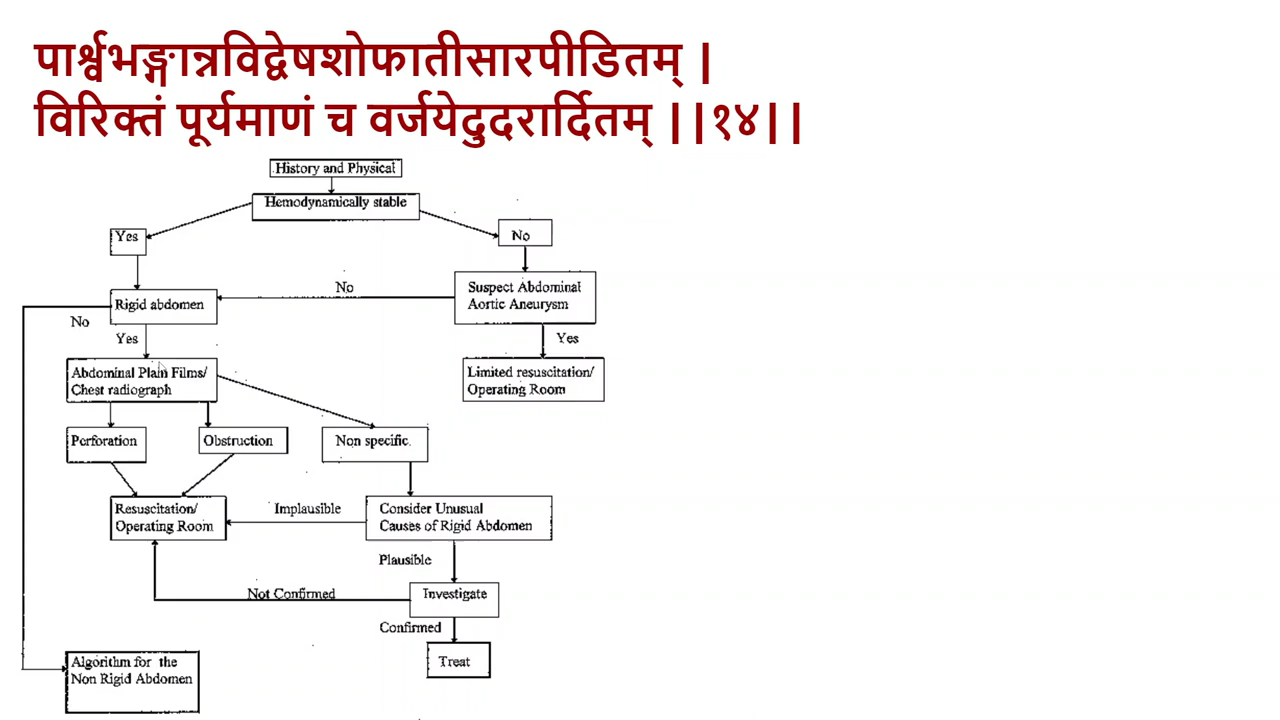 पार्श्वभङ्गान्नविद्वेषशोफातीसारपीडितम् |
विरिक्तं पूर्यमाणं च वर्जयेदुदरार्दितम् ||१४||
History and Physical
Hemodynamically stable
Yes
No
Suspect Abdominal
Aortic Aneurysm
No
Rigid abdomen
No
Yes
Yes
Abdominal Plain Films/
Chest radiograph
Limited resuscitation/
Operating Room
Perforation
Obstruction
Non specific.
Resuscitation/
Operating Room
Implausible
Consider Unusual
Causes of Rigid Abdomen
Plausible
Not Confirmed
Investigate
Confirmed
Treat
Algorithm for the
Non Rigid Abdomen